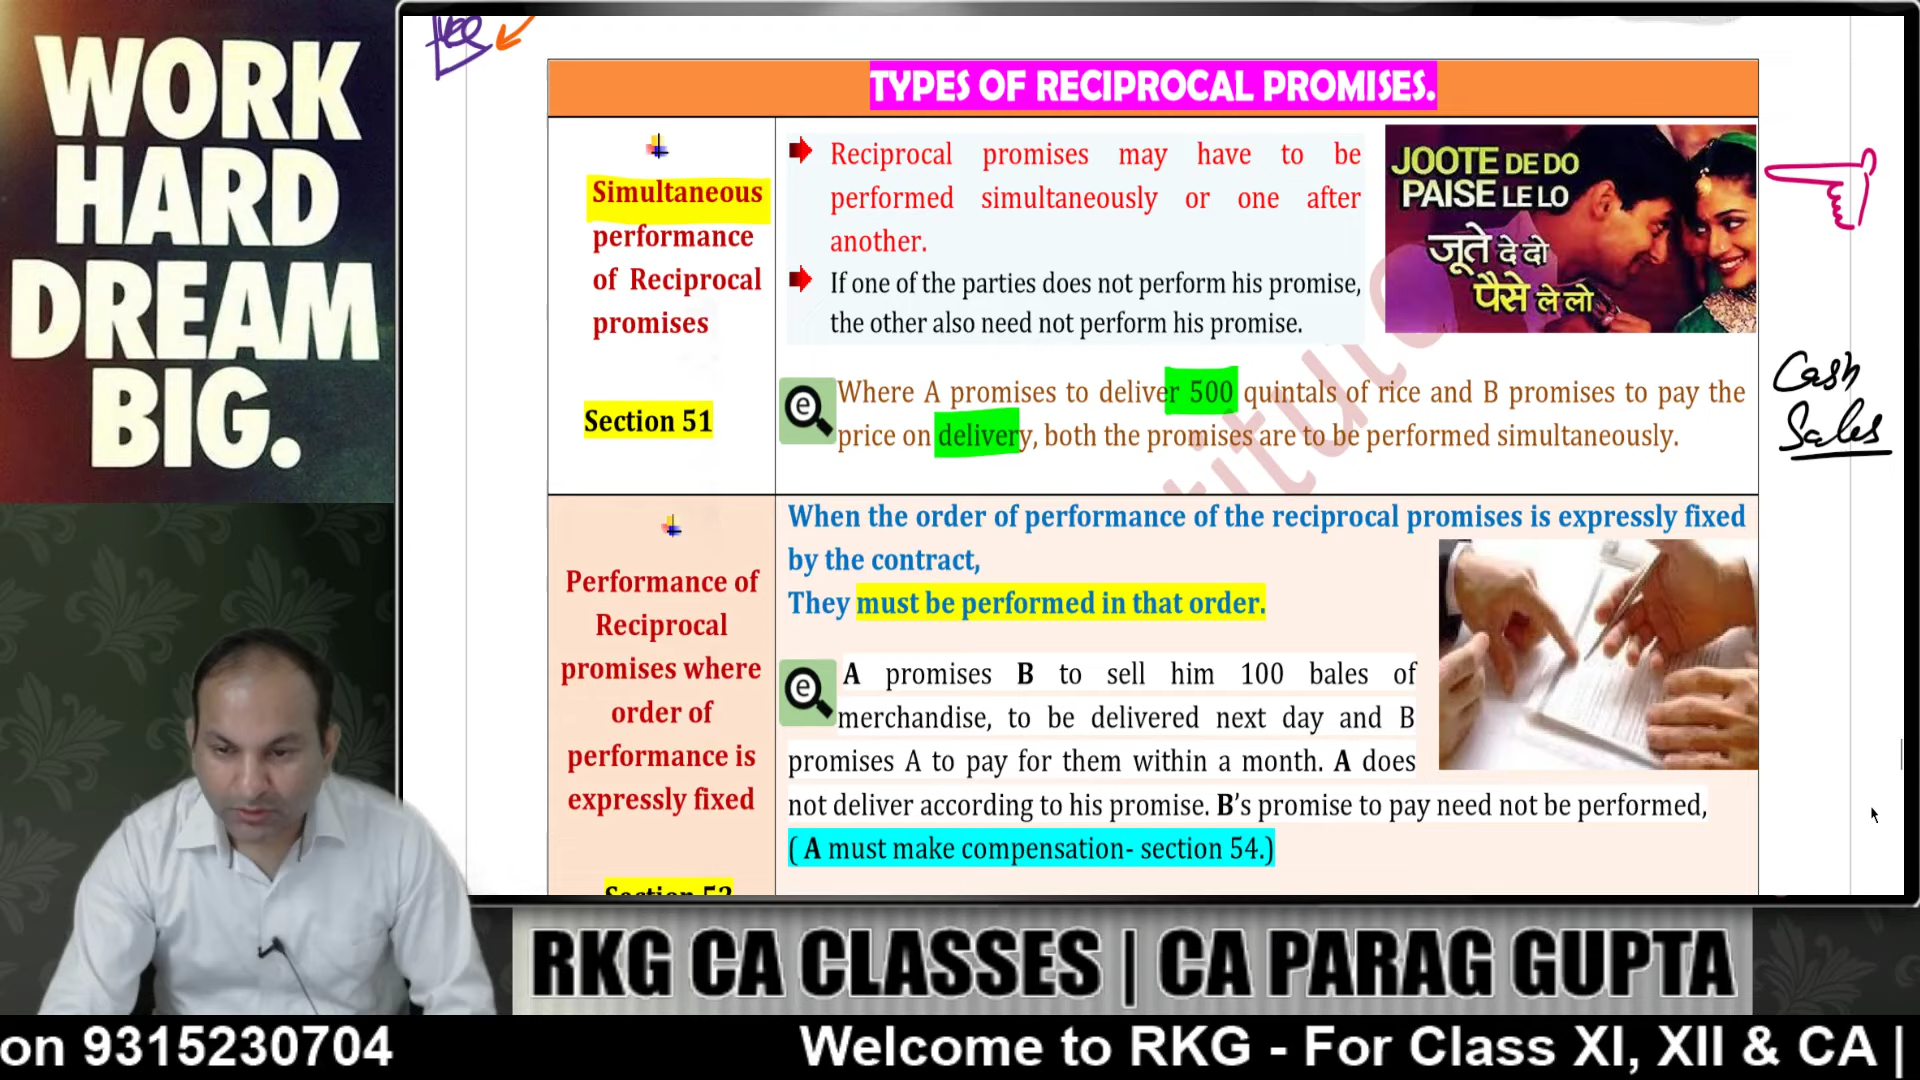 WORK
HARD
DREAM
BIG.
TYPES OF RECIPROCAL PROMISES.
Simultaneous
performance
of Reciprocal
promises
Section 51
Reciprocal promises may have to be
performed simultaneously or one after
another.
If one of the parties does not perform his promise,
the other also need not perform his promise.
JOOTE DE DO
PAISE LE LO
जूते दे दो
पैसे ले लो
Where A promises to deliver 500 quintals of rice and B promises to pay the
price on delivery, both the promises are to be performed simultaneously.
Cash
Sales
Performance of
Reciprocal
promises where
order of
performance is
expressly fixed
When the order of performance of the reciprocal promises is expressly fixed
by the contract,
They must be performed in that order.
A promises B to sell him 100 bales of
merchandise, to be delivered next day and B
promises A to pay for them within a month. A does
not deliver according to his promise. B’s promise to pay need not be performed,
( A must make compensation- section 54.)
RKG CA CLASSES | CA PARAG GUPTA
on 9315230704
Welcome to RKG - For Class XI, XII & CA |